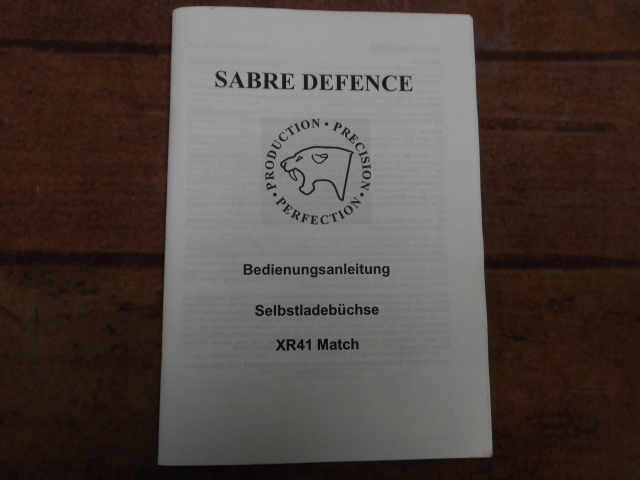 SABRE DEFENCE
PRODUCTION • PRECISION • PERFECTION •
Bedienungsanleitung
Selbstladebüchse
XR41 Match